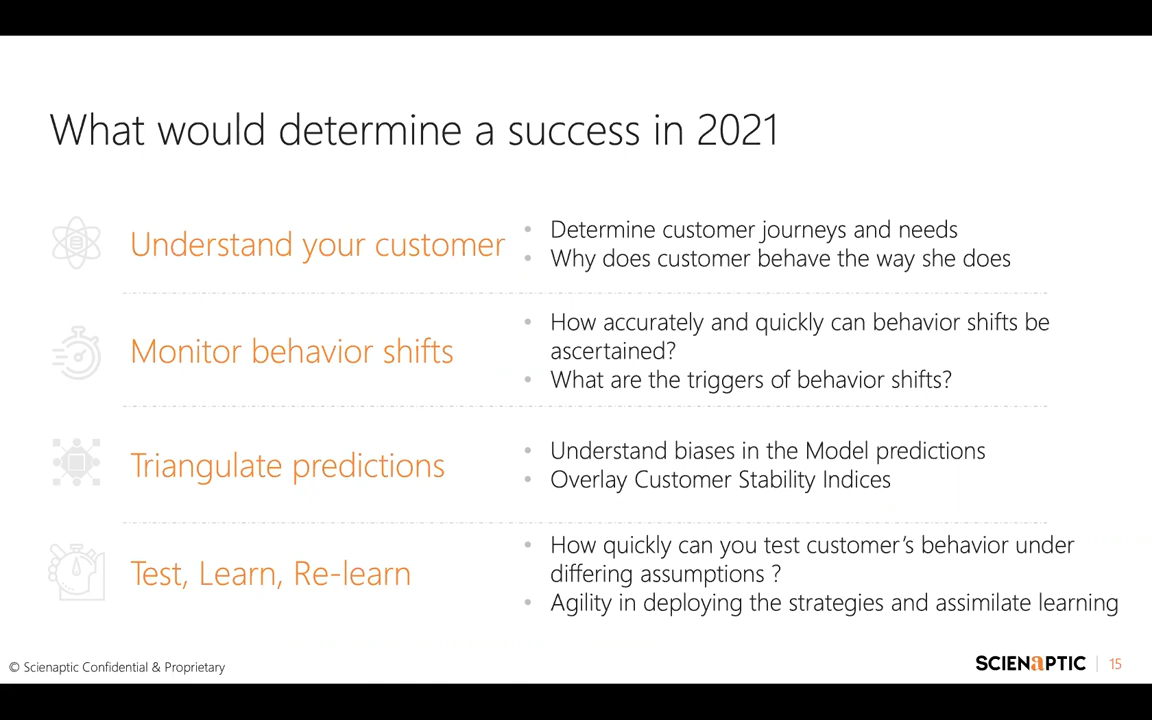 What would determine a success in 2021
Understand your customer
• Determine customer journeys and needs
• Why does customer behave the way she does
Monitor behavior shifts
• How accurately and quickly can behavior shifts be
ascertained?
• What are the triggers of behavior shifts?
Triangulate predictions
• Understand biases in the Model predictions
• Overlay Customer Stability Indices
Test, Learn, Re-learn
• How quickly can you test customer’s behavior under
differing assumptions ?
• Agility in deploying the strategies and assimilate learning
© Scienaptic Confidential & Proprietary
SCIENaPTIC | 15